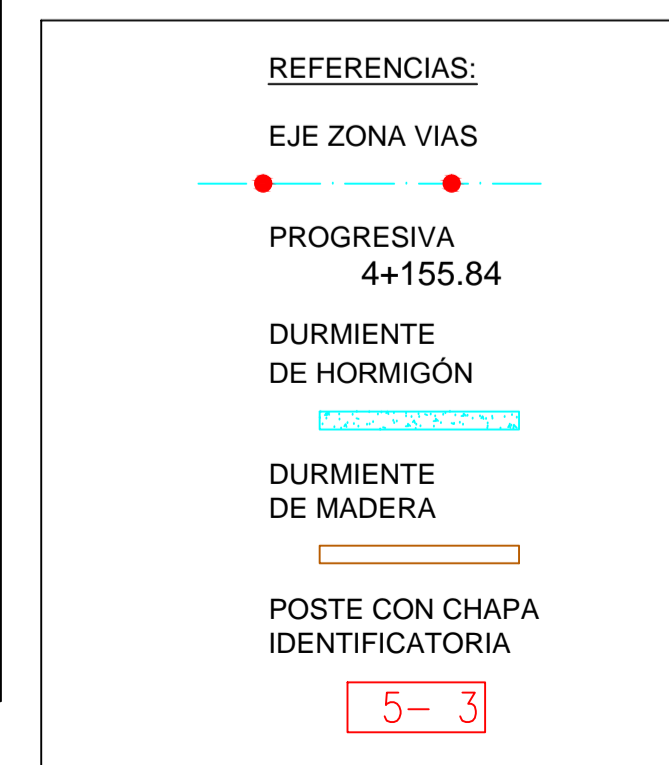 REFERENCIAS:
EJE ZONA VIAS
PROGRESIVA
4+155.84
DURMIENTE
DE HORMIGÓN
DURMIENTE
DE MADERA
POSTE CON CHAPA
IDENTIFICATORIA
5- 3